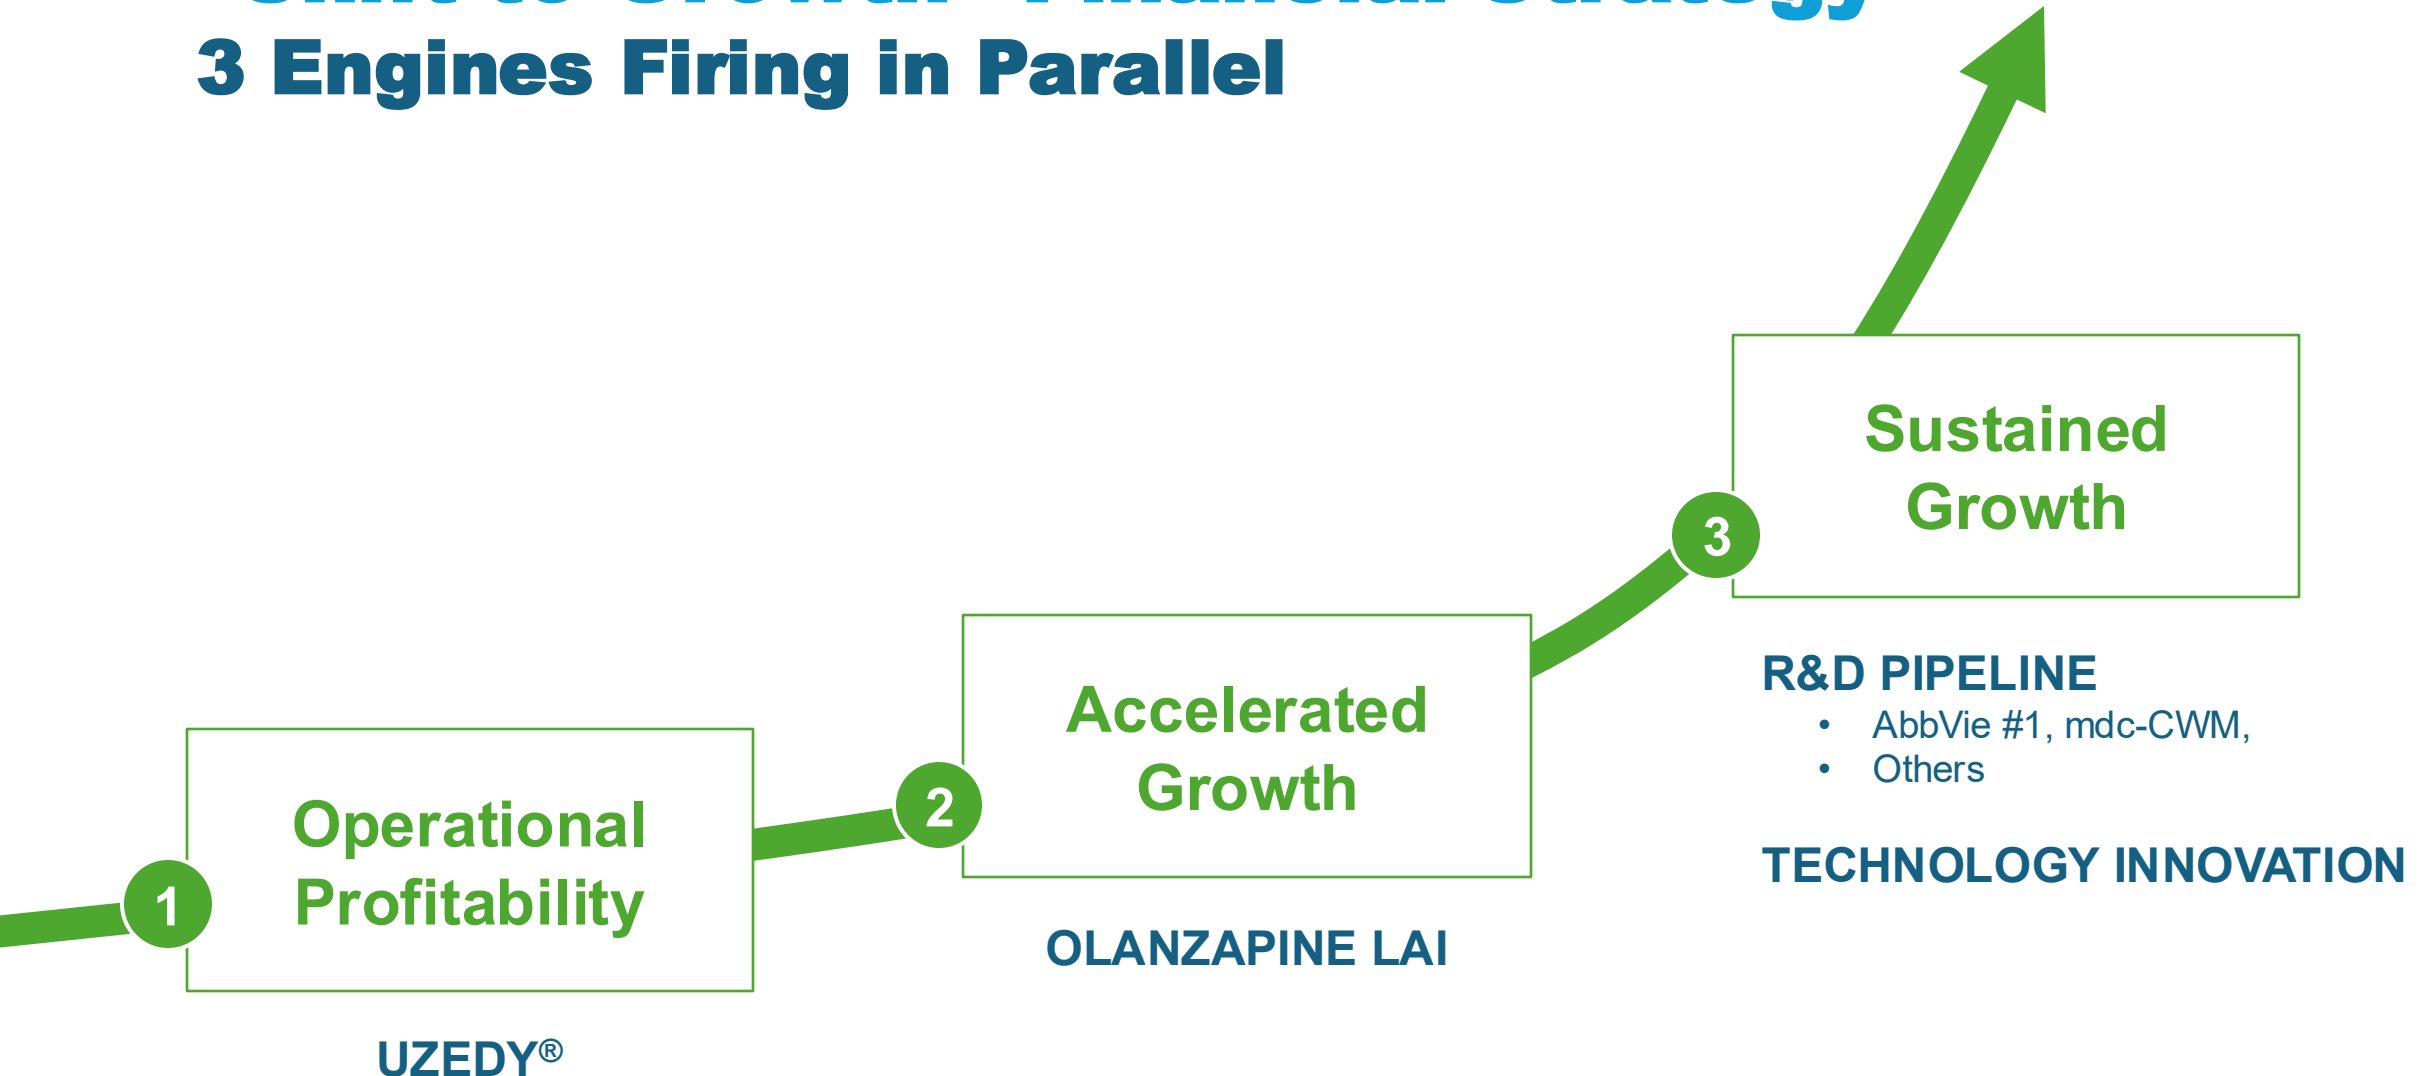 3 Engines Firing in Parallel
Sustained
Growth
3
R&D PIPELINE
• AbbVie #1, mdc-CWM,
• Others
TECHNOLOGY INNOVATION
Accelerated
Growth
2
OLANZAPINE LAI
Operational
Profitability
1
UZEDY®